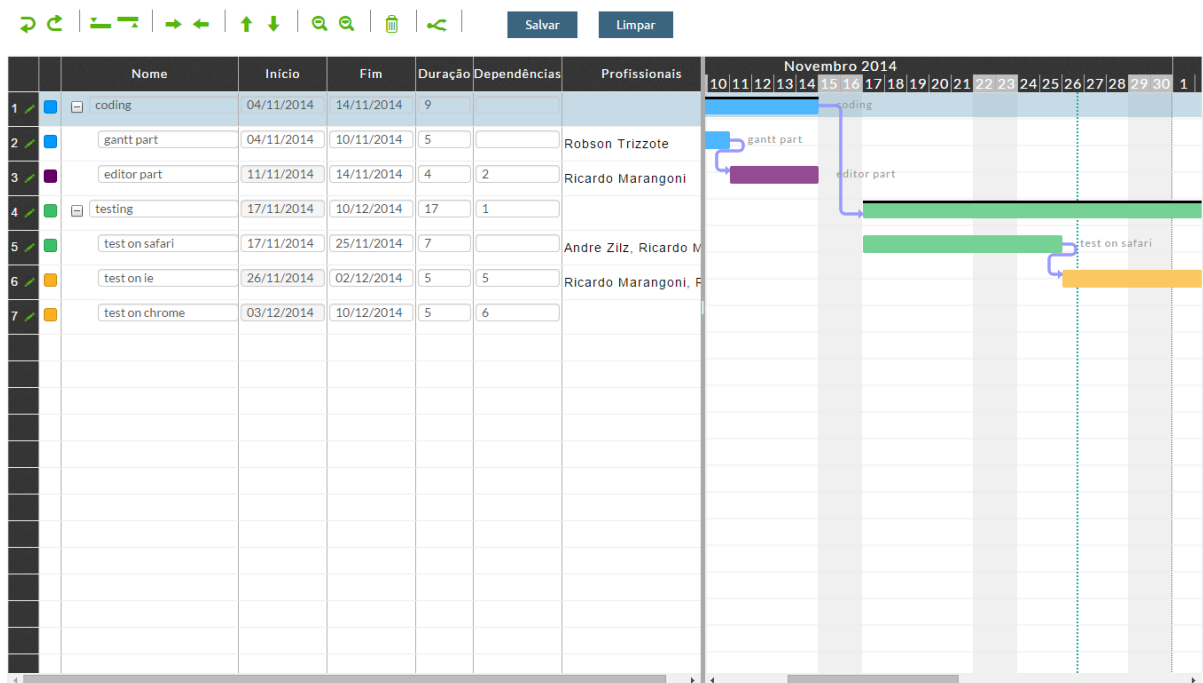 Salvar Limpar
Nome Início Fim Duração Dependências Profissionais
Novembro 2014
10 11 12 13 14 15 16 17 18 19 20 21 22 23 24 25 26 27 28 29 30 1
1 coding 04/11/2014 14/11/2014 9 coding
2 gantt part 04/11/2014 10/11/2014 5 Robson Trizzote gantt part
3 editor part 11/11/2014 14/11/2014 4 2 Ricardo Marangoni editor part
4 testing 17/11/2014 10/12/2014 17 1
5 test on safari 17/11/2014 25/11/2014 7 Andre Zilz, Ricardo M test on safari
6 test on ie 26/11/2014 02/12/2014 5 5 Ricardo Marangoni,
7 test on chrome 03/12/2014 10/12/2014 5 6